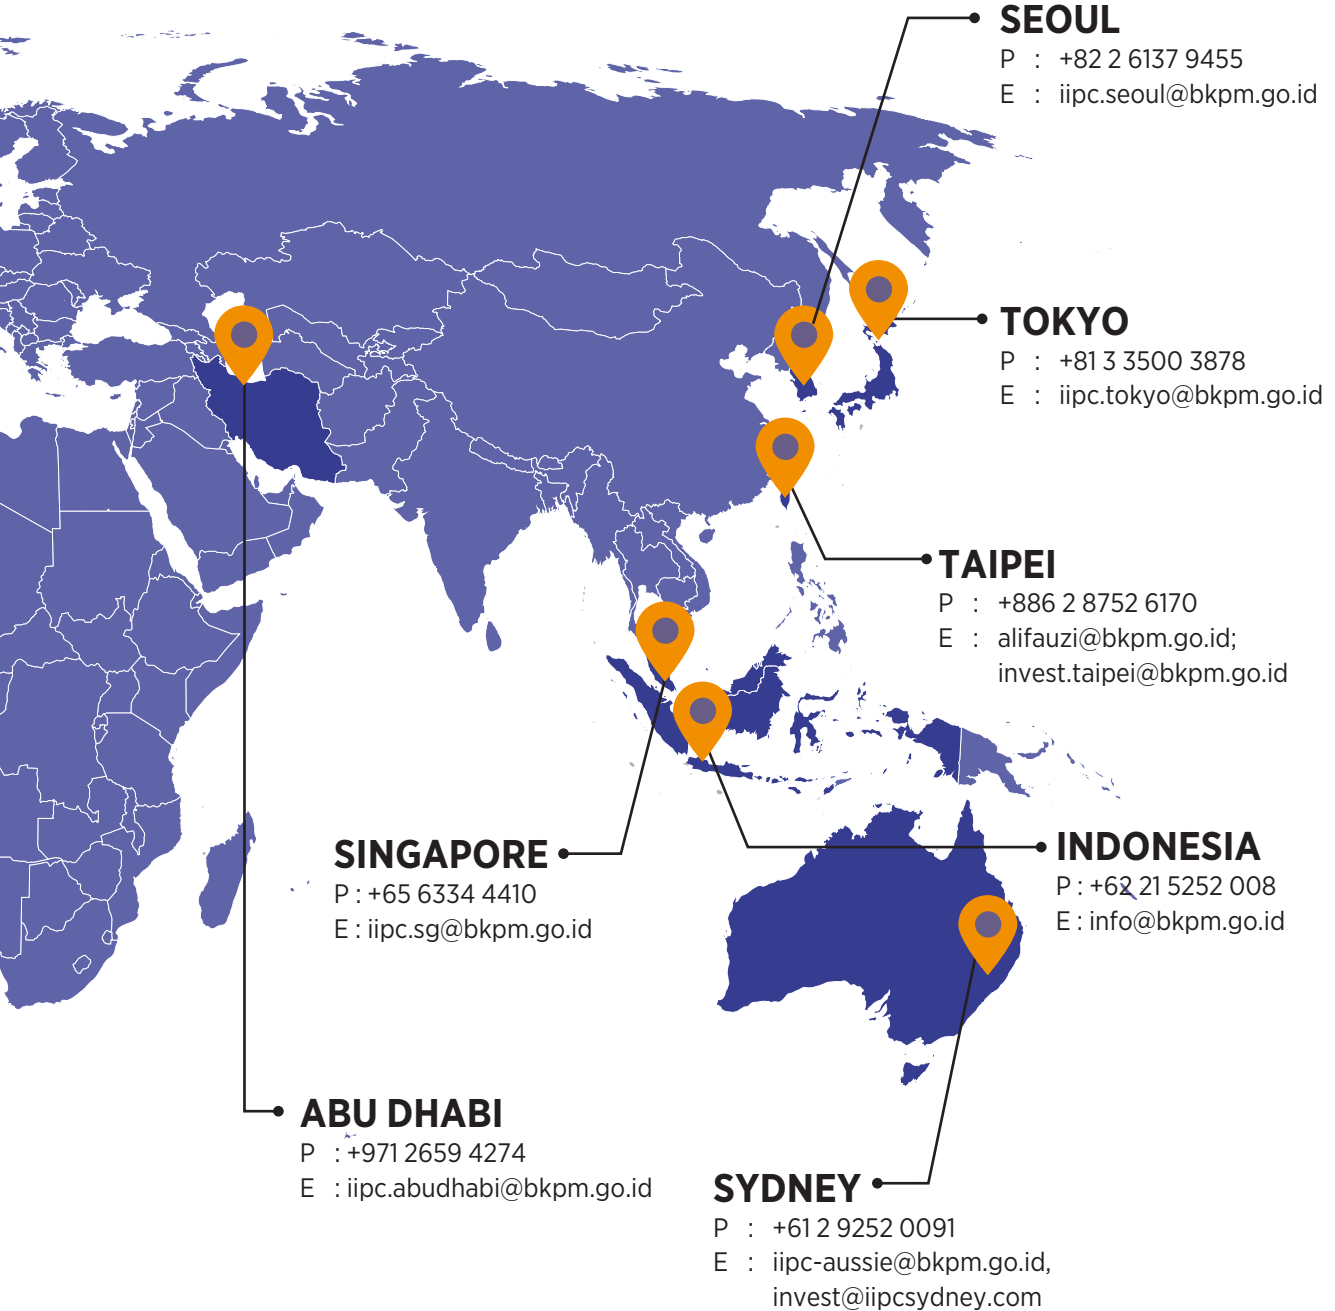 SEOUL
P : +82 2 6137 9455
E : iipc.seoul@bkpm.go.id
TOKYO
P : +81 3 3500 3878
E : iipc.tokyo@bkpm.go.id
TAIPEI
P : +886 2 8752 6170
E : alifauzi@bkpm.go.id;
invest.taipei@bkpm.go.id
SINGAPORE
P : +65 6334 4410
E : iipc.sg@bkpm.go.id
INDONESIA
P : +62 21 5252 008
E : info@bkpm.go.id
ABU DHABI
P : +971 2659 4274
E : iipc.abudhabi@bkpm.go.id
SYDNEY
P : +61 2 9252 0091
E : iipc-aussie@bkpm.go.id,
invest@iipcsydney.com